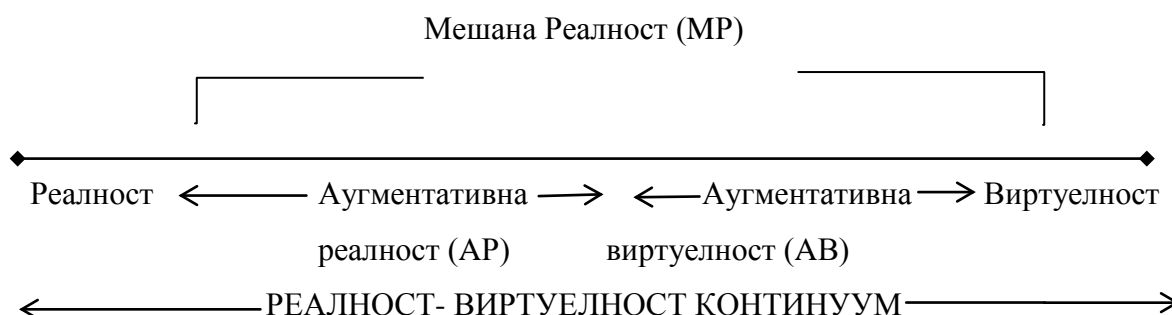 Мешана Реалност (МР)
Реалност Аугментативна Аугментативна Виртуелност
реалност (АР) виртуелност (АВ)
РЕАЛНОСТ- ВИРТУЕЛНОСТ КОНТИНУУМ